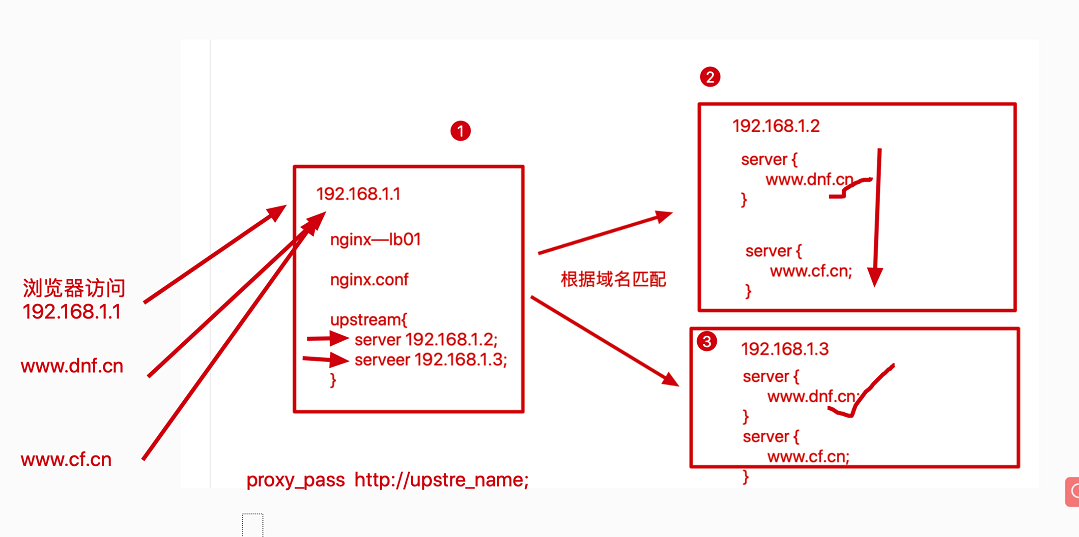 浏览器访问
192.168.1.1
www.dnf.cn
www.cf.cn
1
192.168.1.1
nginx—lb01
nginx.conf
upstream{
server 192.168.1.2;
serveer 192.168.1.3;
}
proxy_pass http://upstre_name;
根据域名匹配
2
192.168.1.2
server {
www.dnf.cn
}
server {
www.cf.cn;
}
3
192.168.1.3
server {
www.dnf.cn;
}
server {
www.cf.cn;
}